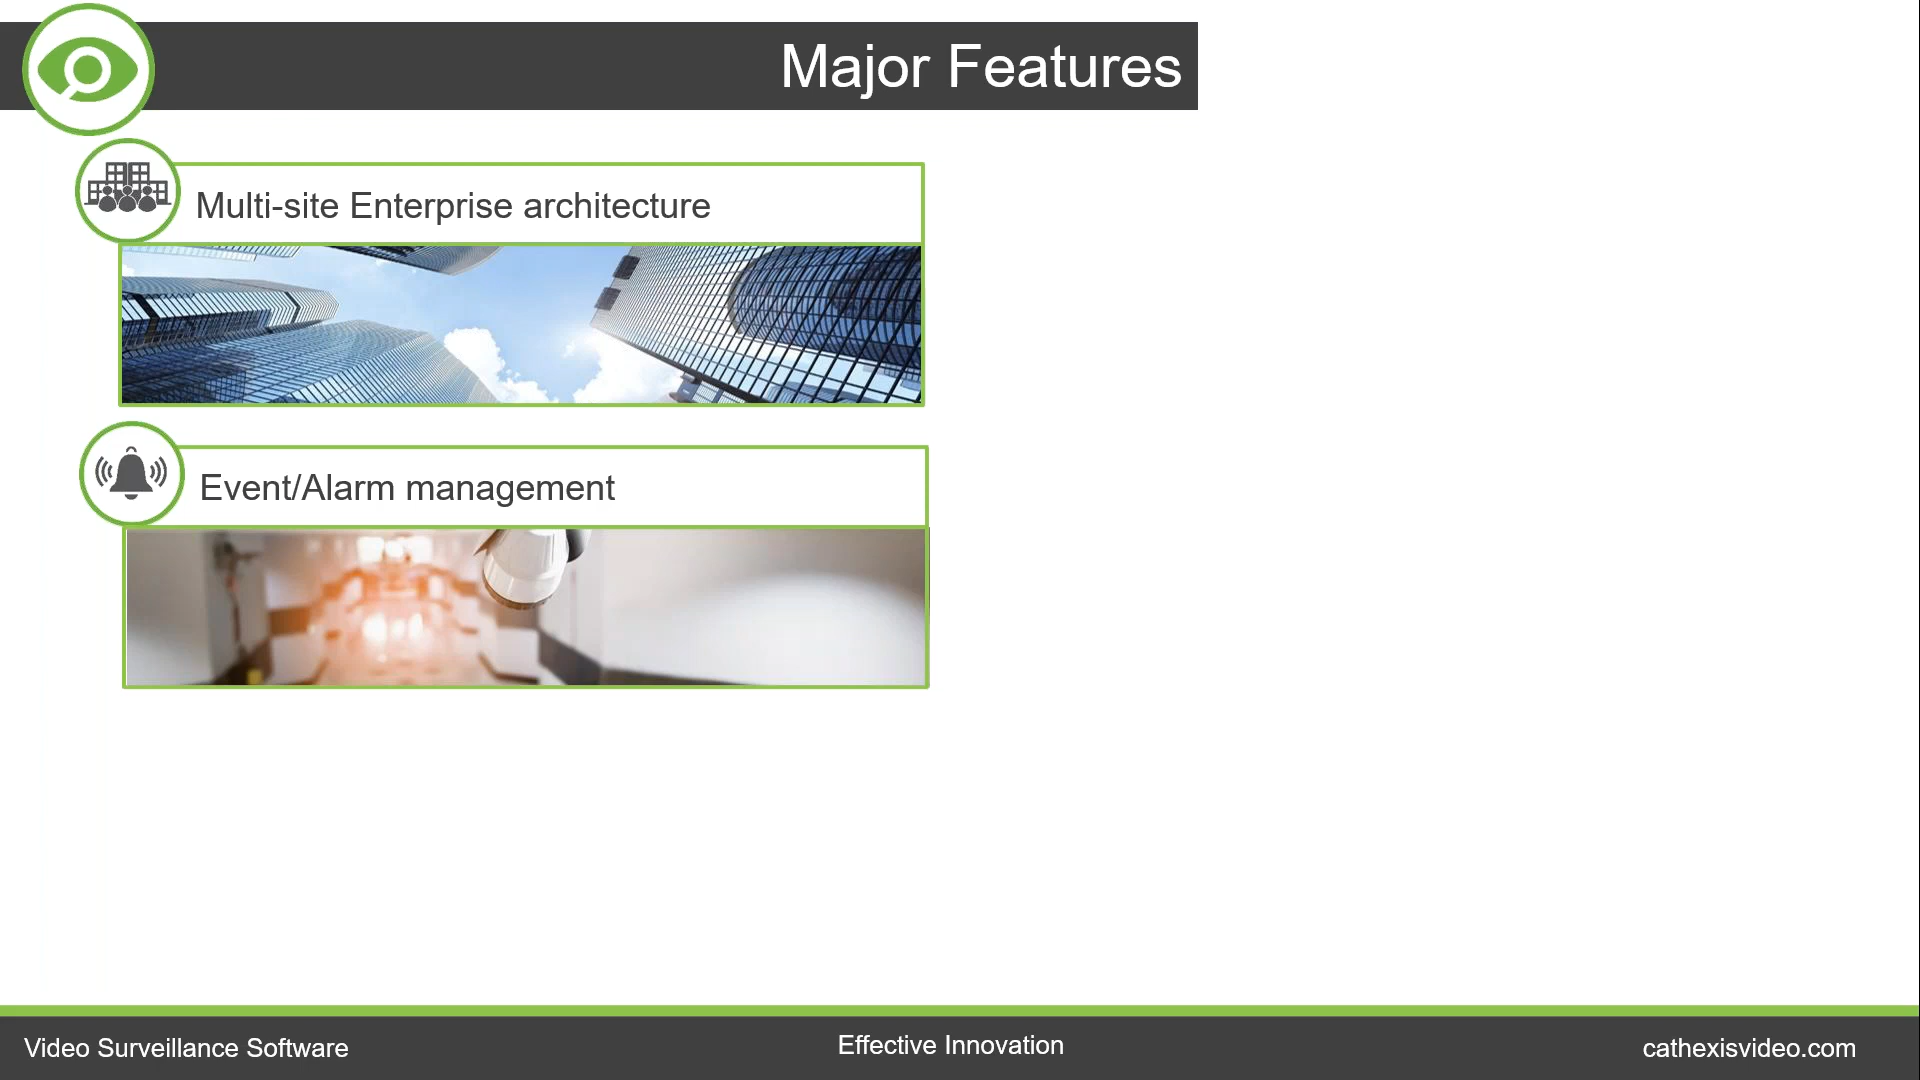 Major Features
Multi-site Enterprise architecture
Event/Alarm management
Video Surveillance Software
Effective Innovation
cathexisvideo.com